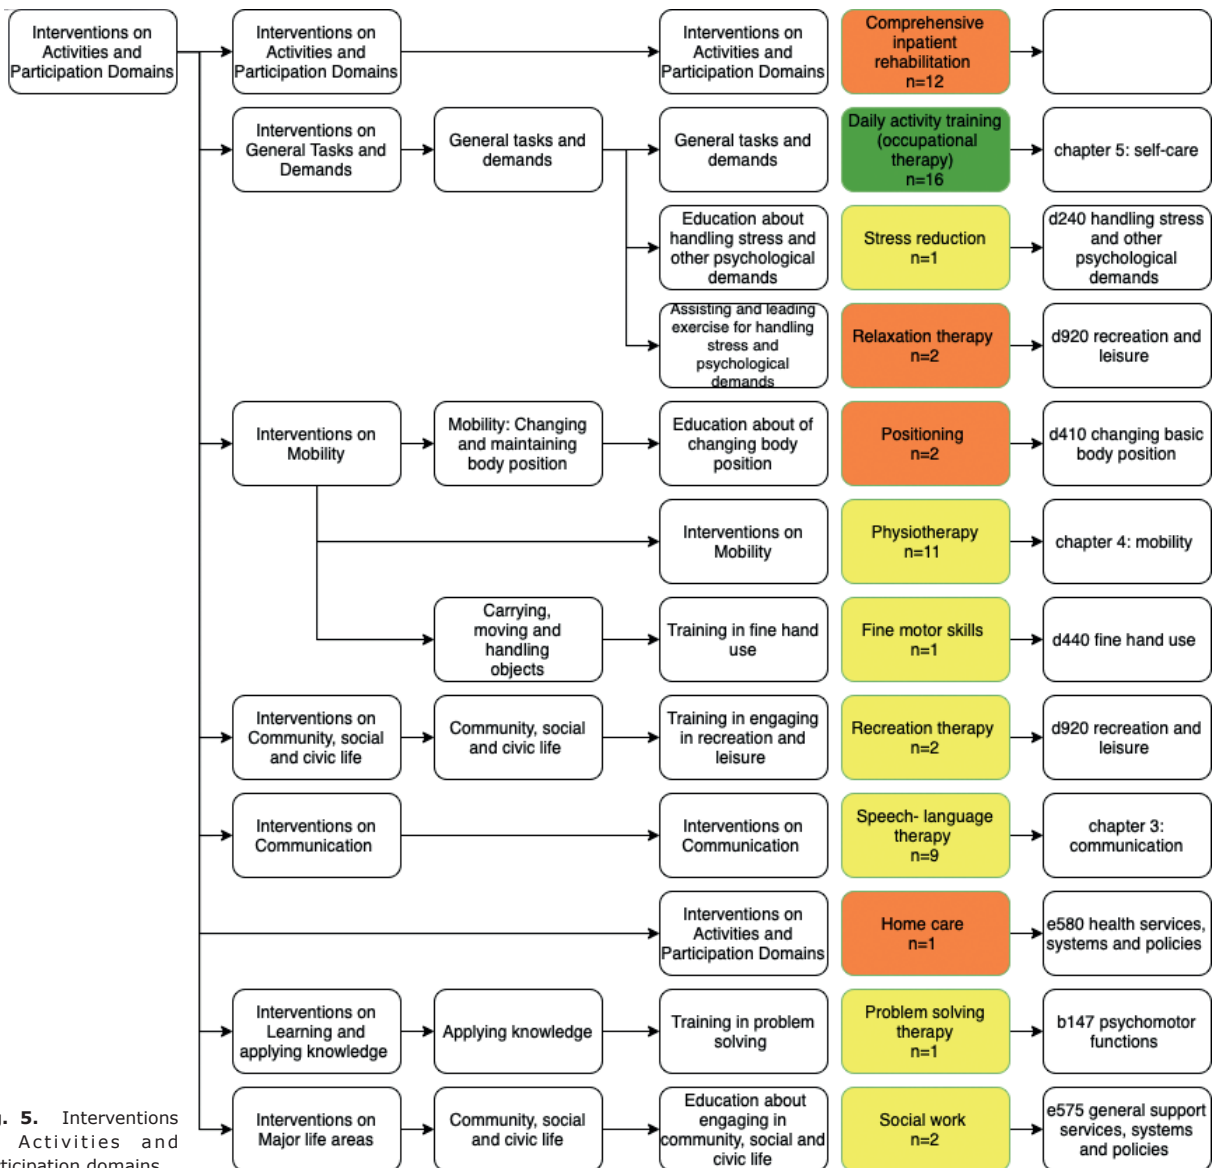 Interventions on
Activities and
Participation Domains
Interventions on
Activities and
Participation Domains
Interventions on
Activities and
Participation Domains
Comprehensive
inpatient
rehabilitation
n=12
Interventions on
General Tasks and
Demands
General tasks and
demands
General tasks and
demands
Daily activity training
(occupational
therapy)
n=16
chapter 5: self-care
Education about
handling stress and
other psychological
demands
Stress reduction
n=1
d240 handling stress
and other
psychological
demands
Assisting and leading
exercise for handling
stress and
psychological
demands
Relaxation therapy
n=2
d920 recreation and
leisure
Interventions on
Mobility
Mobility: Changing
and maintaining
body position
Education about of
changing body
position
Positioning
n=2
d410 changing basic
body position
Interventions on
Mobility
Physiotherapy
n=11
chapter 4: mobility
Carrying,
moving and
handling
objects
Training in fine hand
use
Fine motor skills
n=1
d440 fine hand use
Interventions on
Community, social
and civic life
Community, social
and civic life
Training in engaging
in recreation and
leisure
Recreation therapy
n=2
d920 recreation and
leisure
Interventions on
Communication
Interventions on
Communication
Speech- language
therapy
n=9
chapter 3:
communication
Interventions on
Activities and
Participation Domains
Home care
n=1
e580 health services,
systems and policies
Interventions on
Learning and
applying knowledge
Applying knowledge
Training in problem
solving
Problem solving
therapy
n=1
b147 psychomotor
functions
Interventions on
Major life areas
Community, social
and civic life
Education about
engaging in
community, social and
civic life
Social work
n=2
e575 general support
services, systems
and policies
g. 5. Interventions
Activities and
rticipation domains